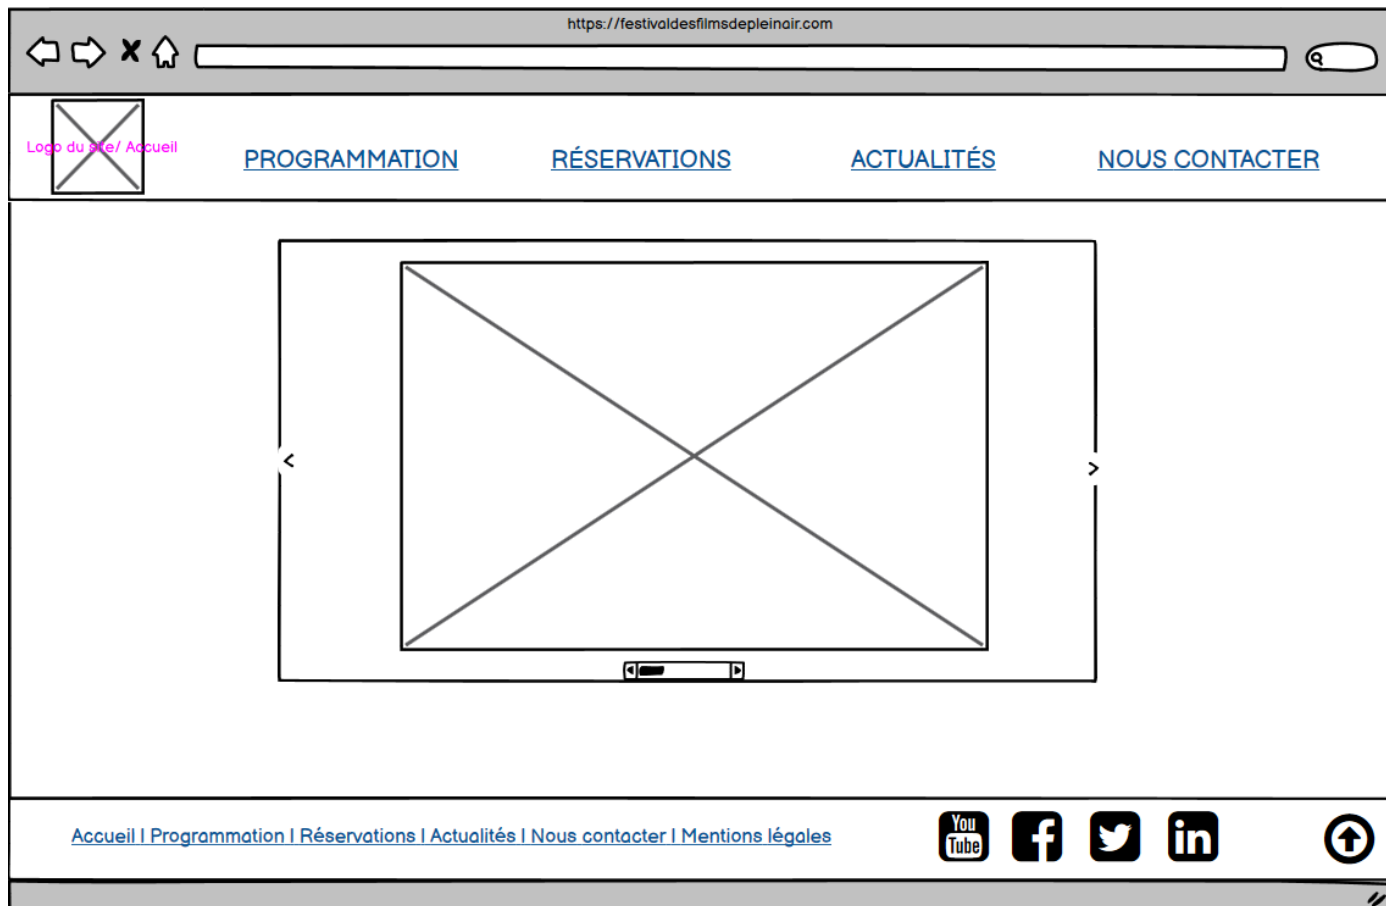 https://festivaldesfilmsdepleinair.com
Logo du site/ Accueil
PROGRAMMATION RÉSERVATIONS ACTUALITÉS NOUS CONTACTER
<
>
Accueil I Programmation I Réservations I Actualités I Nous contacter I Mentions légales
You
Tube
f
in